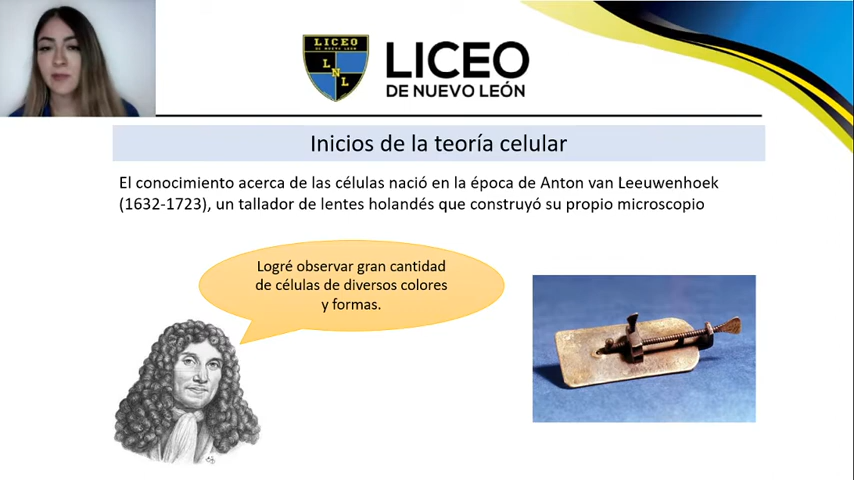 LICEO
DE NUEVO LEÓN
L
N
L
LICEO
DE NUEVO LEÓN
Inicios de la teoría celular
El conocimiento acerca de las células nació en la época de Anton van Leeuwenhoek
(1632-1723), un tallador de lentes holandés que construyó su propio microscopio
Logré observar gran cantidad
de células de diversos colores
y formas.